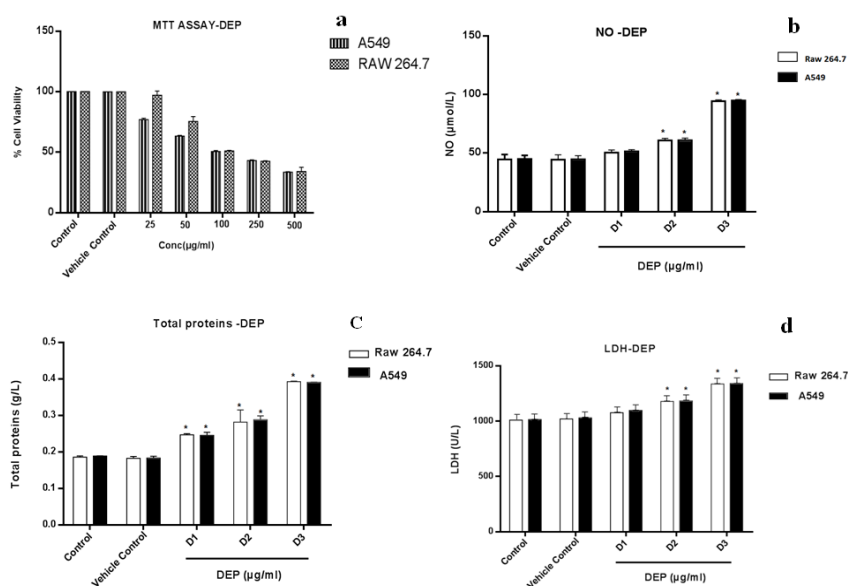 MTT ASSAY-DEP
a
A549
RAW 264.7
% Cell Viability
150
100
50
0
Control
Vehicle Control
25
50
100
250
500
Conc(µg/ml)
NO -DEP
b
Raw 264.7
A549
NO (µmol/L)
150
100
50
0
* * * *
Control
Vehicle Control
D1
D2
D3
DEP (µg/ml)
Total proteins -DEP
C
Raw 264.7
A549
Total proteins (g/L)
0.5
0.4
0.3
0.2
0.1
0.0
* * * * * *
Control
Vehicle Control
D1
D2
D3
DEP (µg/ml)
LDH-DEP
d
Raw 264.7
A549
LDH (U/L)
1500
1000
500
0
* * * *
Control
Vehicle Control
D1
D2
D3
DEP (µg/ml)